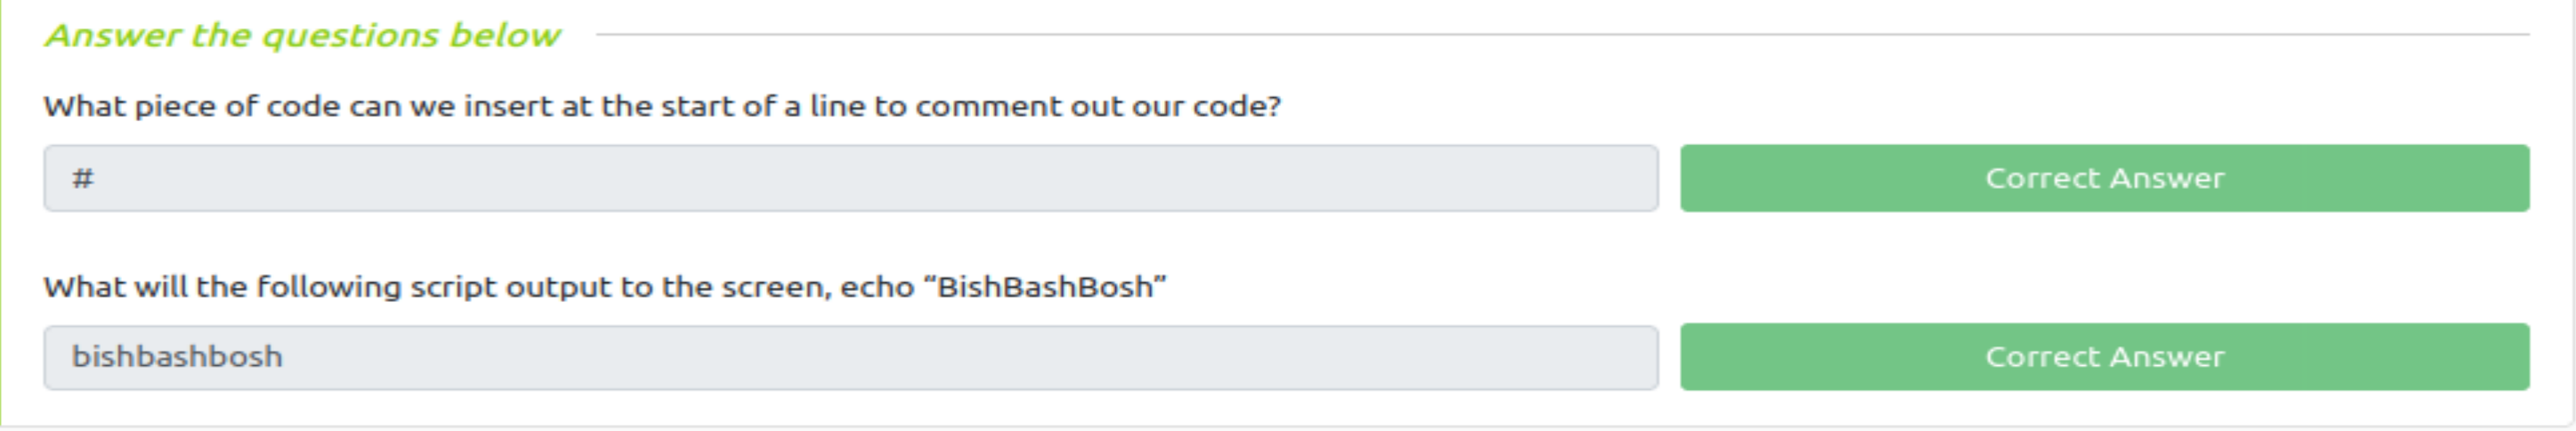 Answer the questions below
What piece of code can we insert at the start of a line to comment out our code?
#
Correct Answer
What will the following script output to the screen, echo “BishBashBosh”
bishbashbosh
Correct Answer